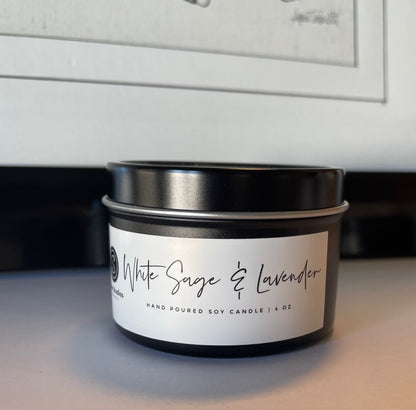 White Sage & Lavender
HAND POURED SOY CANDLE | 4 OZ.